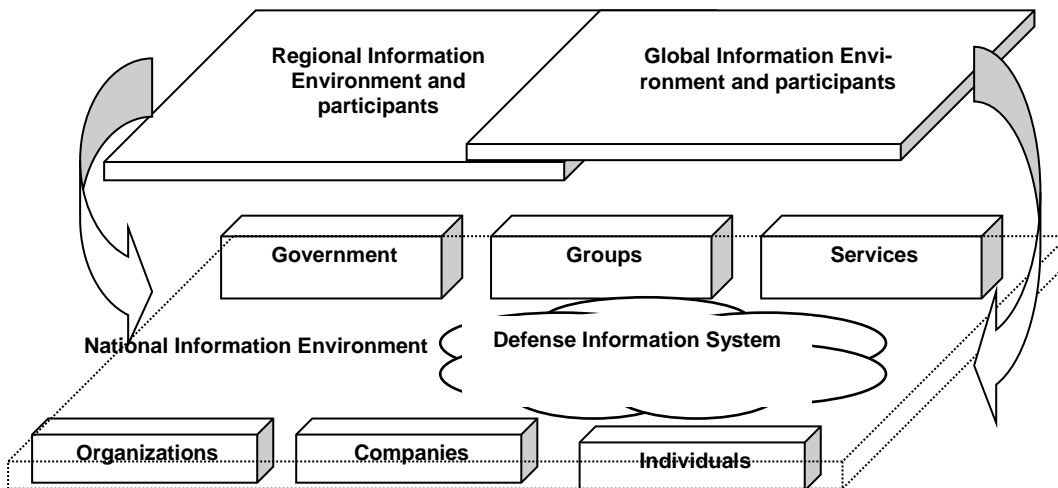 Regional Information
Environment and
participants
Global Information Envi-
ronment and participants
Government
Groups
Services
National Information Environment
Defense Information System
Organizations
Companies
Individuals